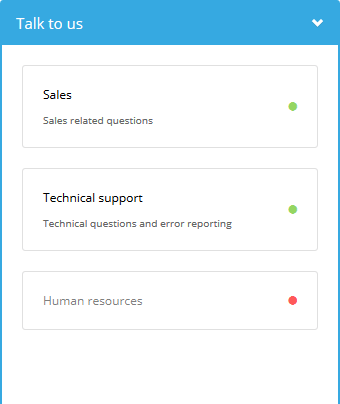 Talk to us
Sales
Sales related questions
Technical support
Technical questions and error reporting
Human resources